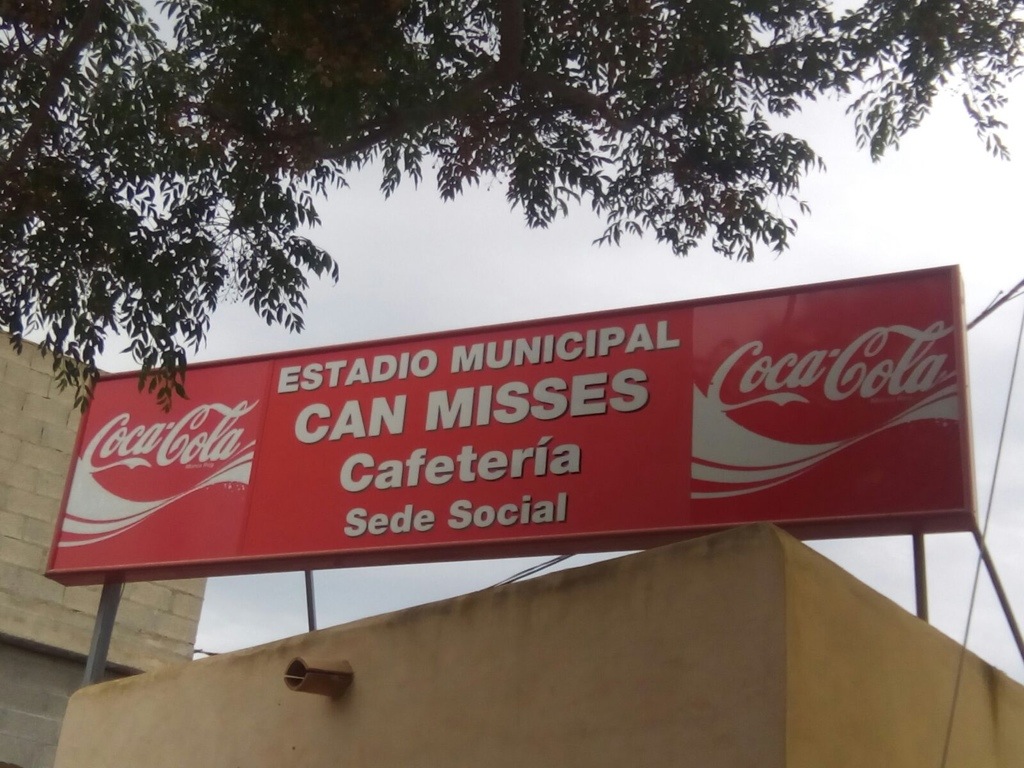 Coca-Cola
ESTADIO MUNICIPAL
CAN MISSES
Cafetería
Sede Social
Coca-Cola